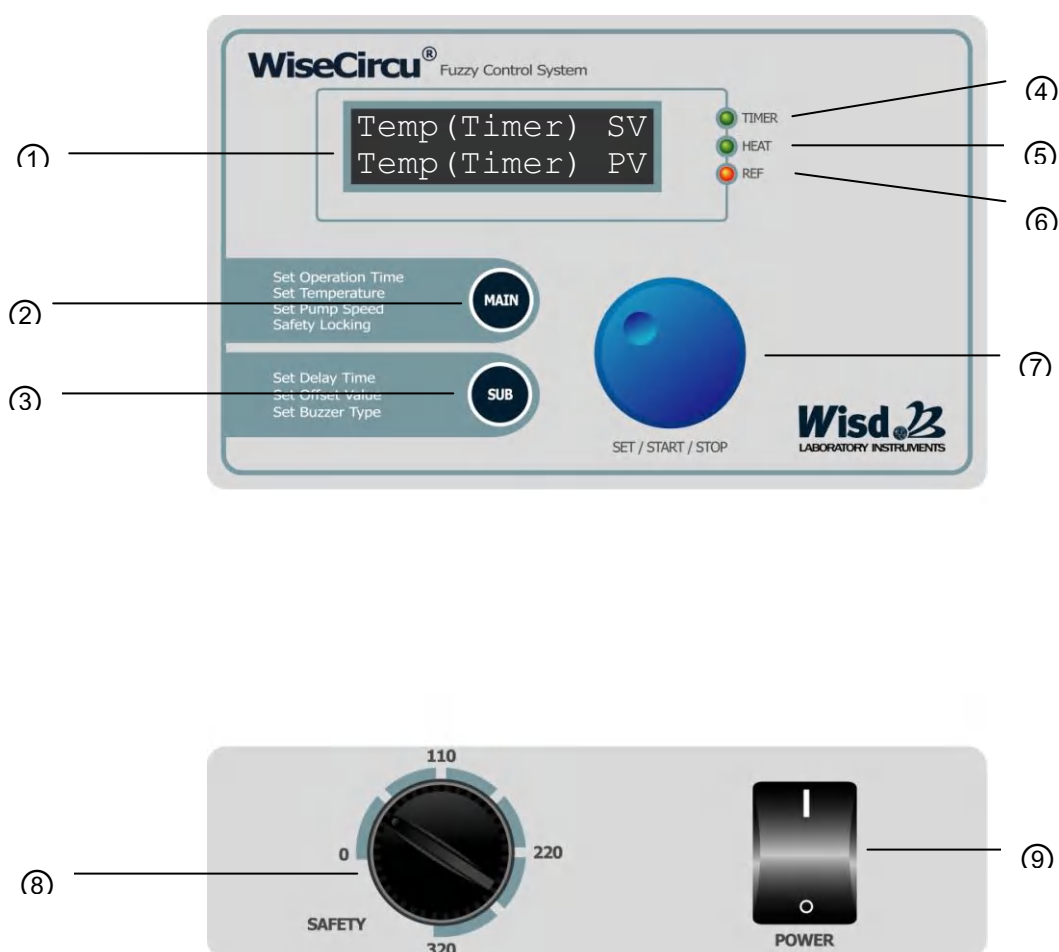 WiseCircu® Fuzzy Control System
Temp(Timer) SV
Temp(Timer) PV
TIMER
HEAT
REF
①
④
⑤
⑥
Set Operation Time
Set Temperature
Set Pump Speed
Safety Locking
MAIN
②
Set Delay Time
Set Offset Value
Set Buzzer Type
SUB
③
⑦
SET / START / STOP
Wisd
LABORATORY INSTRUMENTS
110
0
220
320
SAFETY
⑧
I
O
POWER
⑨